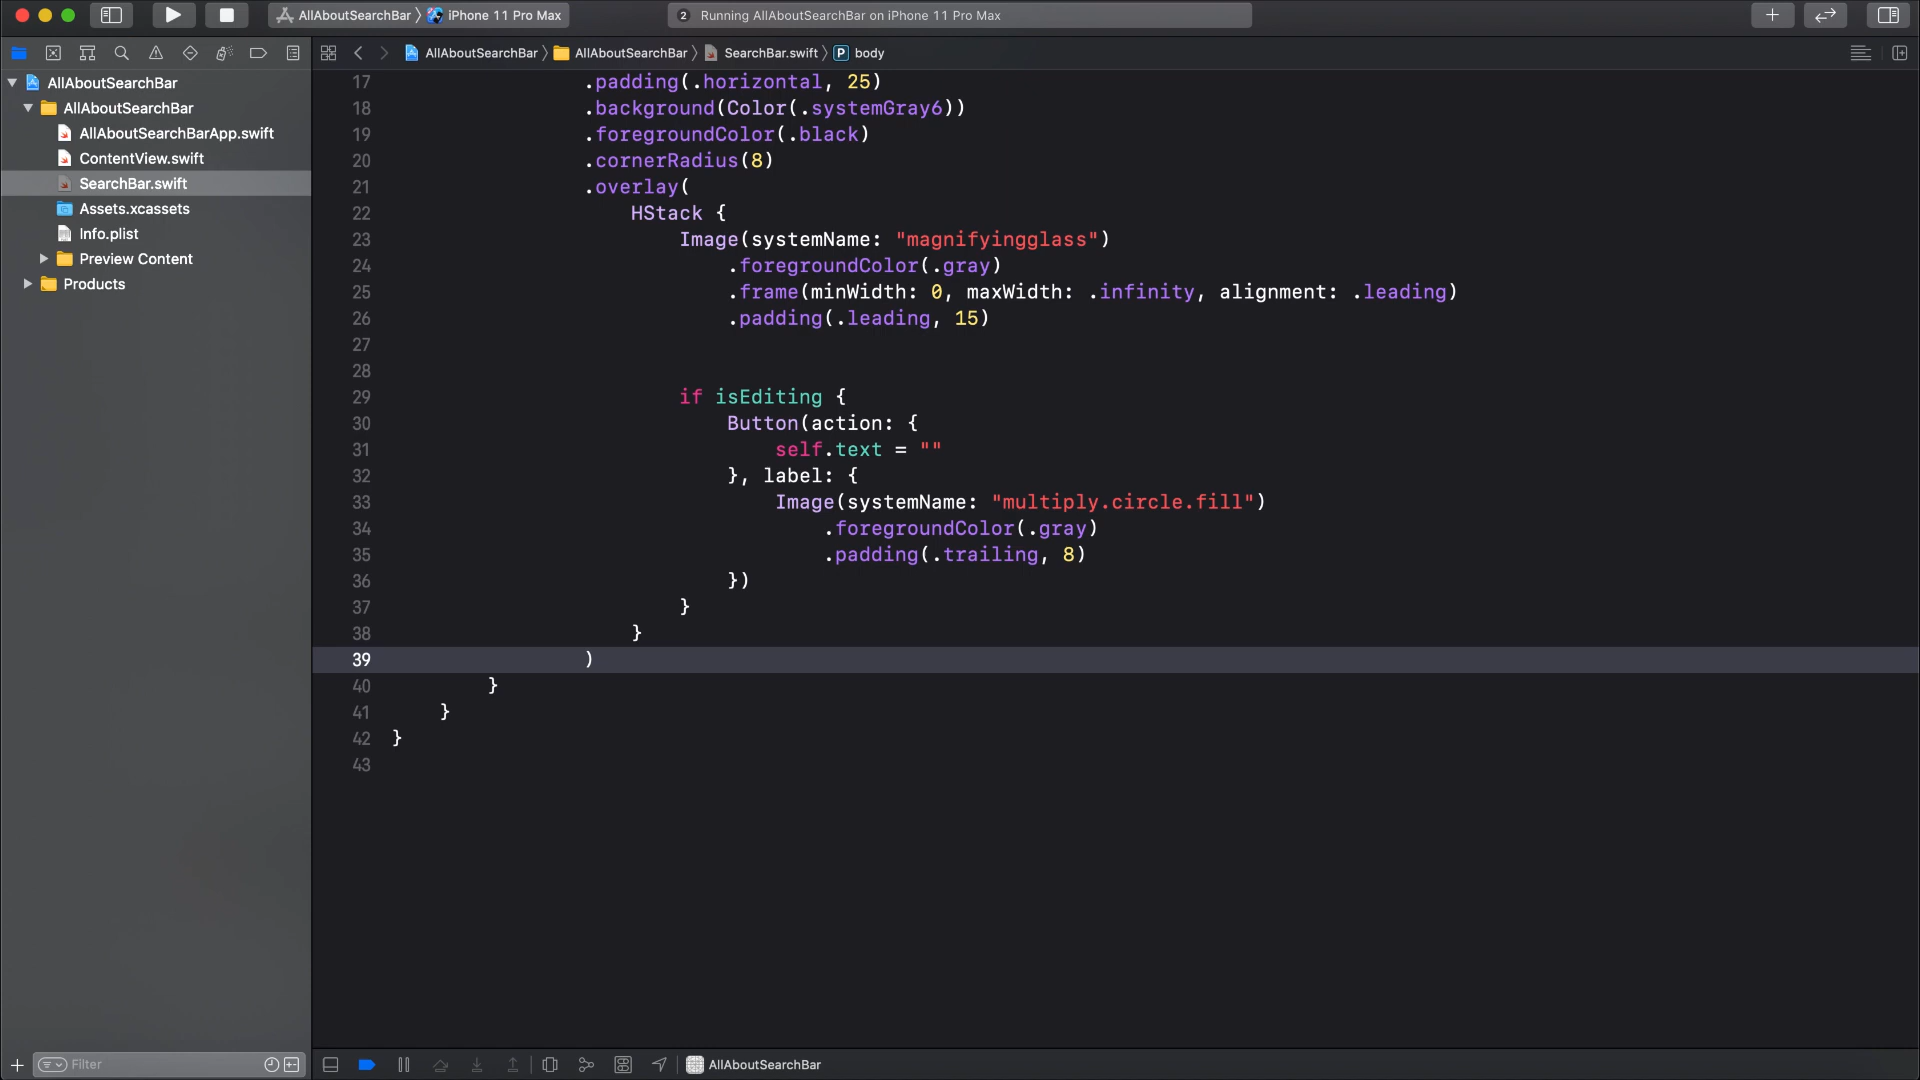 AllAboutSearchBar iPhone 11 Pro Max
2 Running AllAboutSearchBar on iPhone 11 Pro Max
AllAboutSearchBar AllAboutSearchBar SearchBar.swift P body
AllAboutSearchBar
AllAboutSearchBar
AllAboutSearchBarApp.swift
ContentView.swift
SearchBar.swift
Assets.xcassets
Info.plist
Preview Content
Products
17 .padding(.horizontal, 25)
18 .background(Color(.systemGray6))
19 .foregroundColor(.black)
20 .cornerRadius(8)
21 .overlay(
22 HStack {
23 Image(systemName: "magnifyingglass")
24 .foregroundColor(.gray)
25 .frame(minWidth: 0, maxWidth: .infinity, alignment: .leading)
26 .padding(.leading, 15)
27
28
29 if isEditing {
30 Button(action: {
31 self.text = ""
32 }, label: {
33 Image(systemName: "multiply.circle.fill")
34 .foregroundColor(.gray)
35 .padding(.trailing, 8)
36 })
37 }
38 }
39 )
40 }
41 }
42 }
43
Filter
AllAboutSearchBar